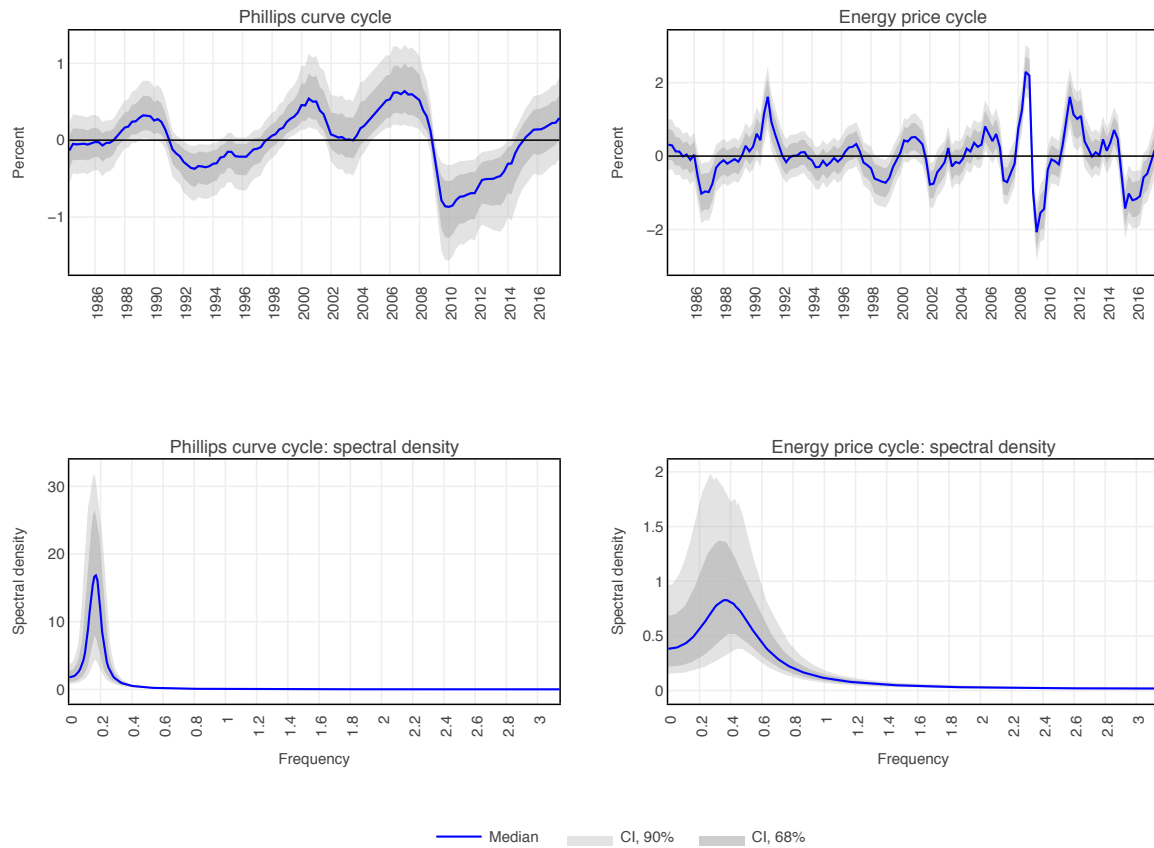 Phillips curve cycle
Percent
1
0
−1
1986 1988 1990 1992 1994 1996 1998 2000 2002 2004 2006 2008 2010 2012 2014 2016
Energy price cycle
Percent
2
0
−2
1986 1988 1990 1992 1994 1996 1998 2000 2002 2004 2006 2008 2010 2012 2014 2016
Phillips curve cycle: spectral density
Spectral density
30
20
10
0
0 0.2 0.4 0.6 0.8 1 1.2 1.4 1.6 1.8 2 2.2 2.4 2.6 2.8 3
Frequency
Energy price cycle: spectral density
Spectral density
2
1.5
1
0.5
0
0 0.2 0.4 0.6 0.8 1 1.2 1.4 1.6 1.8 2 2.2 2.4 2.6 2.8 3
Frequency
Median CI, 90% CI, 68%